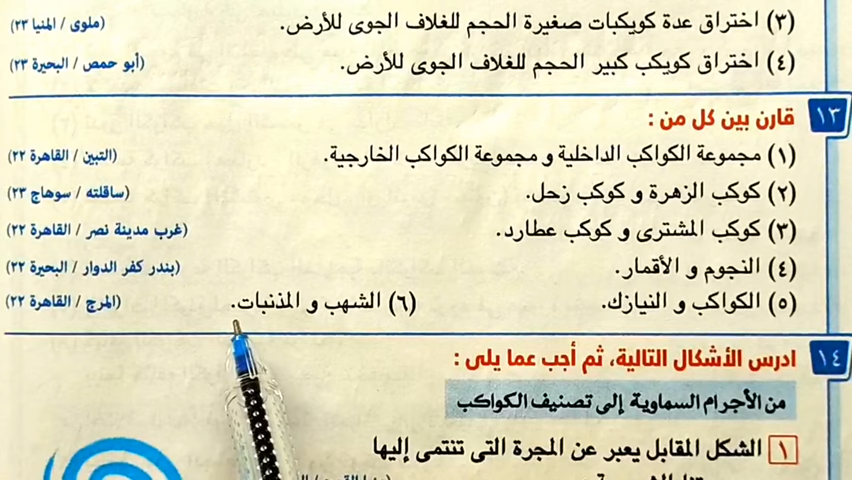 (٣) اختراق عدة كويكبات صغيرة الحجم للغلاف الجوى للأرض. (ملوى / المنيا ٢٣)
(٤) اختراق كويكب كبير الحجم للغلاف الجوى للأرض. (أبو حمص / البحيرة ٢٣)
١٣ قارن بين كل من :
(١) مجموعة الكواكب الداخلية و مجموعة الكواكب الخارجية. (التبين / القاهرة ٢٢)
(٢) كوكب الزهرة و كوكب زحل. (ساقلته / سوهاج ٢٣)
(٣) كوكب المشترى و كوكب عطارد. (غرب مدينة نصر / القاهرة ٢٢)
(٤) النجوم و الأقمار. (بندر كفر الدوار / البحيرة ٢٢)
(٥) الكواكب و النيازك. (٦) الشهب و المذنبات. (المرج / القاهرة ٢٢)
١٤ ادرس الأشكال التالية، ثم أجب عما يلى :
من الأجرام السماوية إلى تصنيف الكواكب
١ الشكل المقابل يعبر عن المجرة التى تنتمى إليها